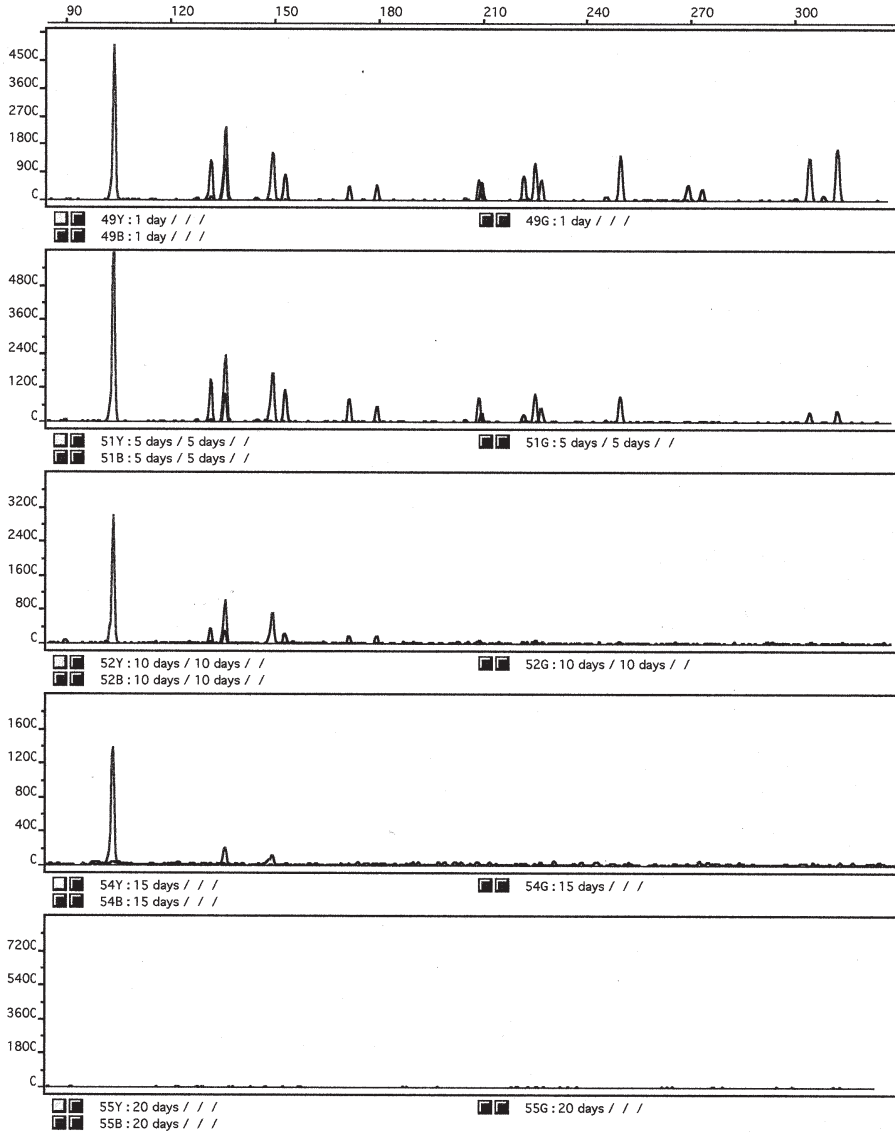 90 120 150 180 210 240 270 300
450C
360C
270C
180C
90C
C
49Y : 1 day / / / 49G : 1 day / / /
49B : 1 day / / /
480C
360C
240C
120C
C
51Y : 5 days / 5 days / / 51G : 5 days / 5 days / /
51B : 5 days / 5 days / /
320C
240C
160C
80C
C
52Y : 10 days / 10 days / / 52G : 10 days / 10 days / /
52B : 10 days / 10 days / /
160C
120C
80C
40C
C
54Y : 15 days / / / 54G : 15 days / / /
54B : 15 days / / /
720C
540C
360C
180C
C
55Y : 20 days / / / 55G : 20 days / / /
55B : 20 days / / /